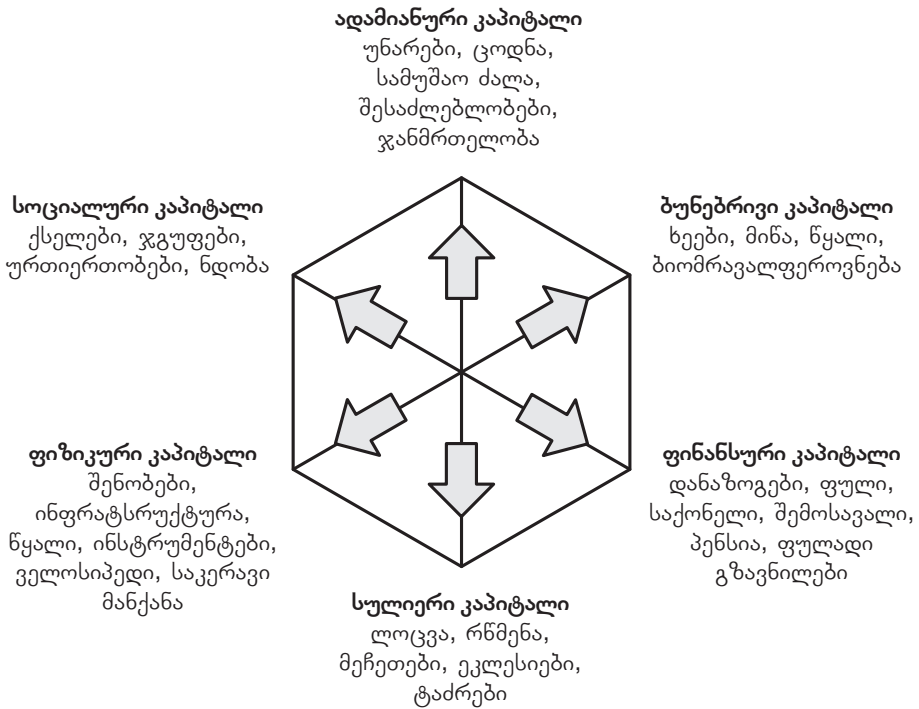 ადამიანური კაპიტალი
უნარები, ცოდნა,
სამუშაო ძალა,
შესაძლებლობები,
ჯანმრთელობა
სოციალური კაპიტალი
ქსელები, ჯგუფები,
ურთიერთობები, ნდობა
ბუნებრივი კაპიტალი
ხეები, მიწა, წყალი,
ბიომრავალფეროვნება
ფიზიკური კაპიტალი
შენობები,
ინფრატსრუქტურა,
წყალი, ინსტრუმენტები,
ველოსიპედი, საკერავი
მანქანა
ფინანსური კაპიტალი
დანაზოგები, ფული,
საქონელი, შემოსავალი,
პენსია, ფულადი
გზავნილები
სულიერი კაპიტალი
ლოცვა, რწმენა,
მეჩეთები, ეკლესიები,
ტაძრები